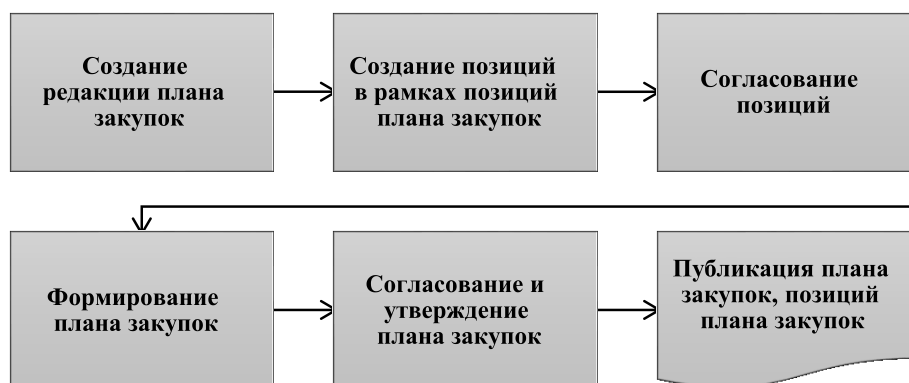 Создание
редакции плана
закупок
Создание позиций
в рамках позиций
плана закупок
Согласование
позиций
Формирование
плана закупок
Согласование и
утверждение
плана закупок
Публикация плана
закупок, позиций
плана закупок